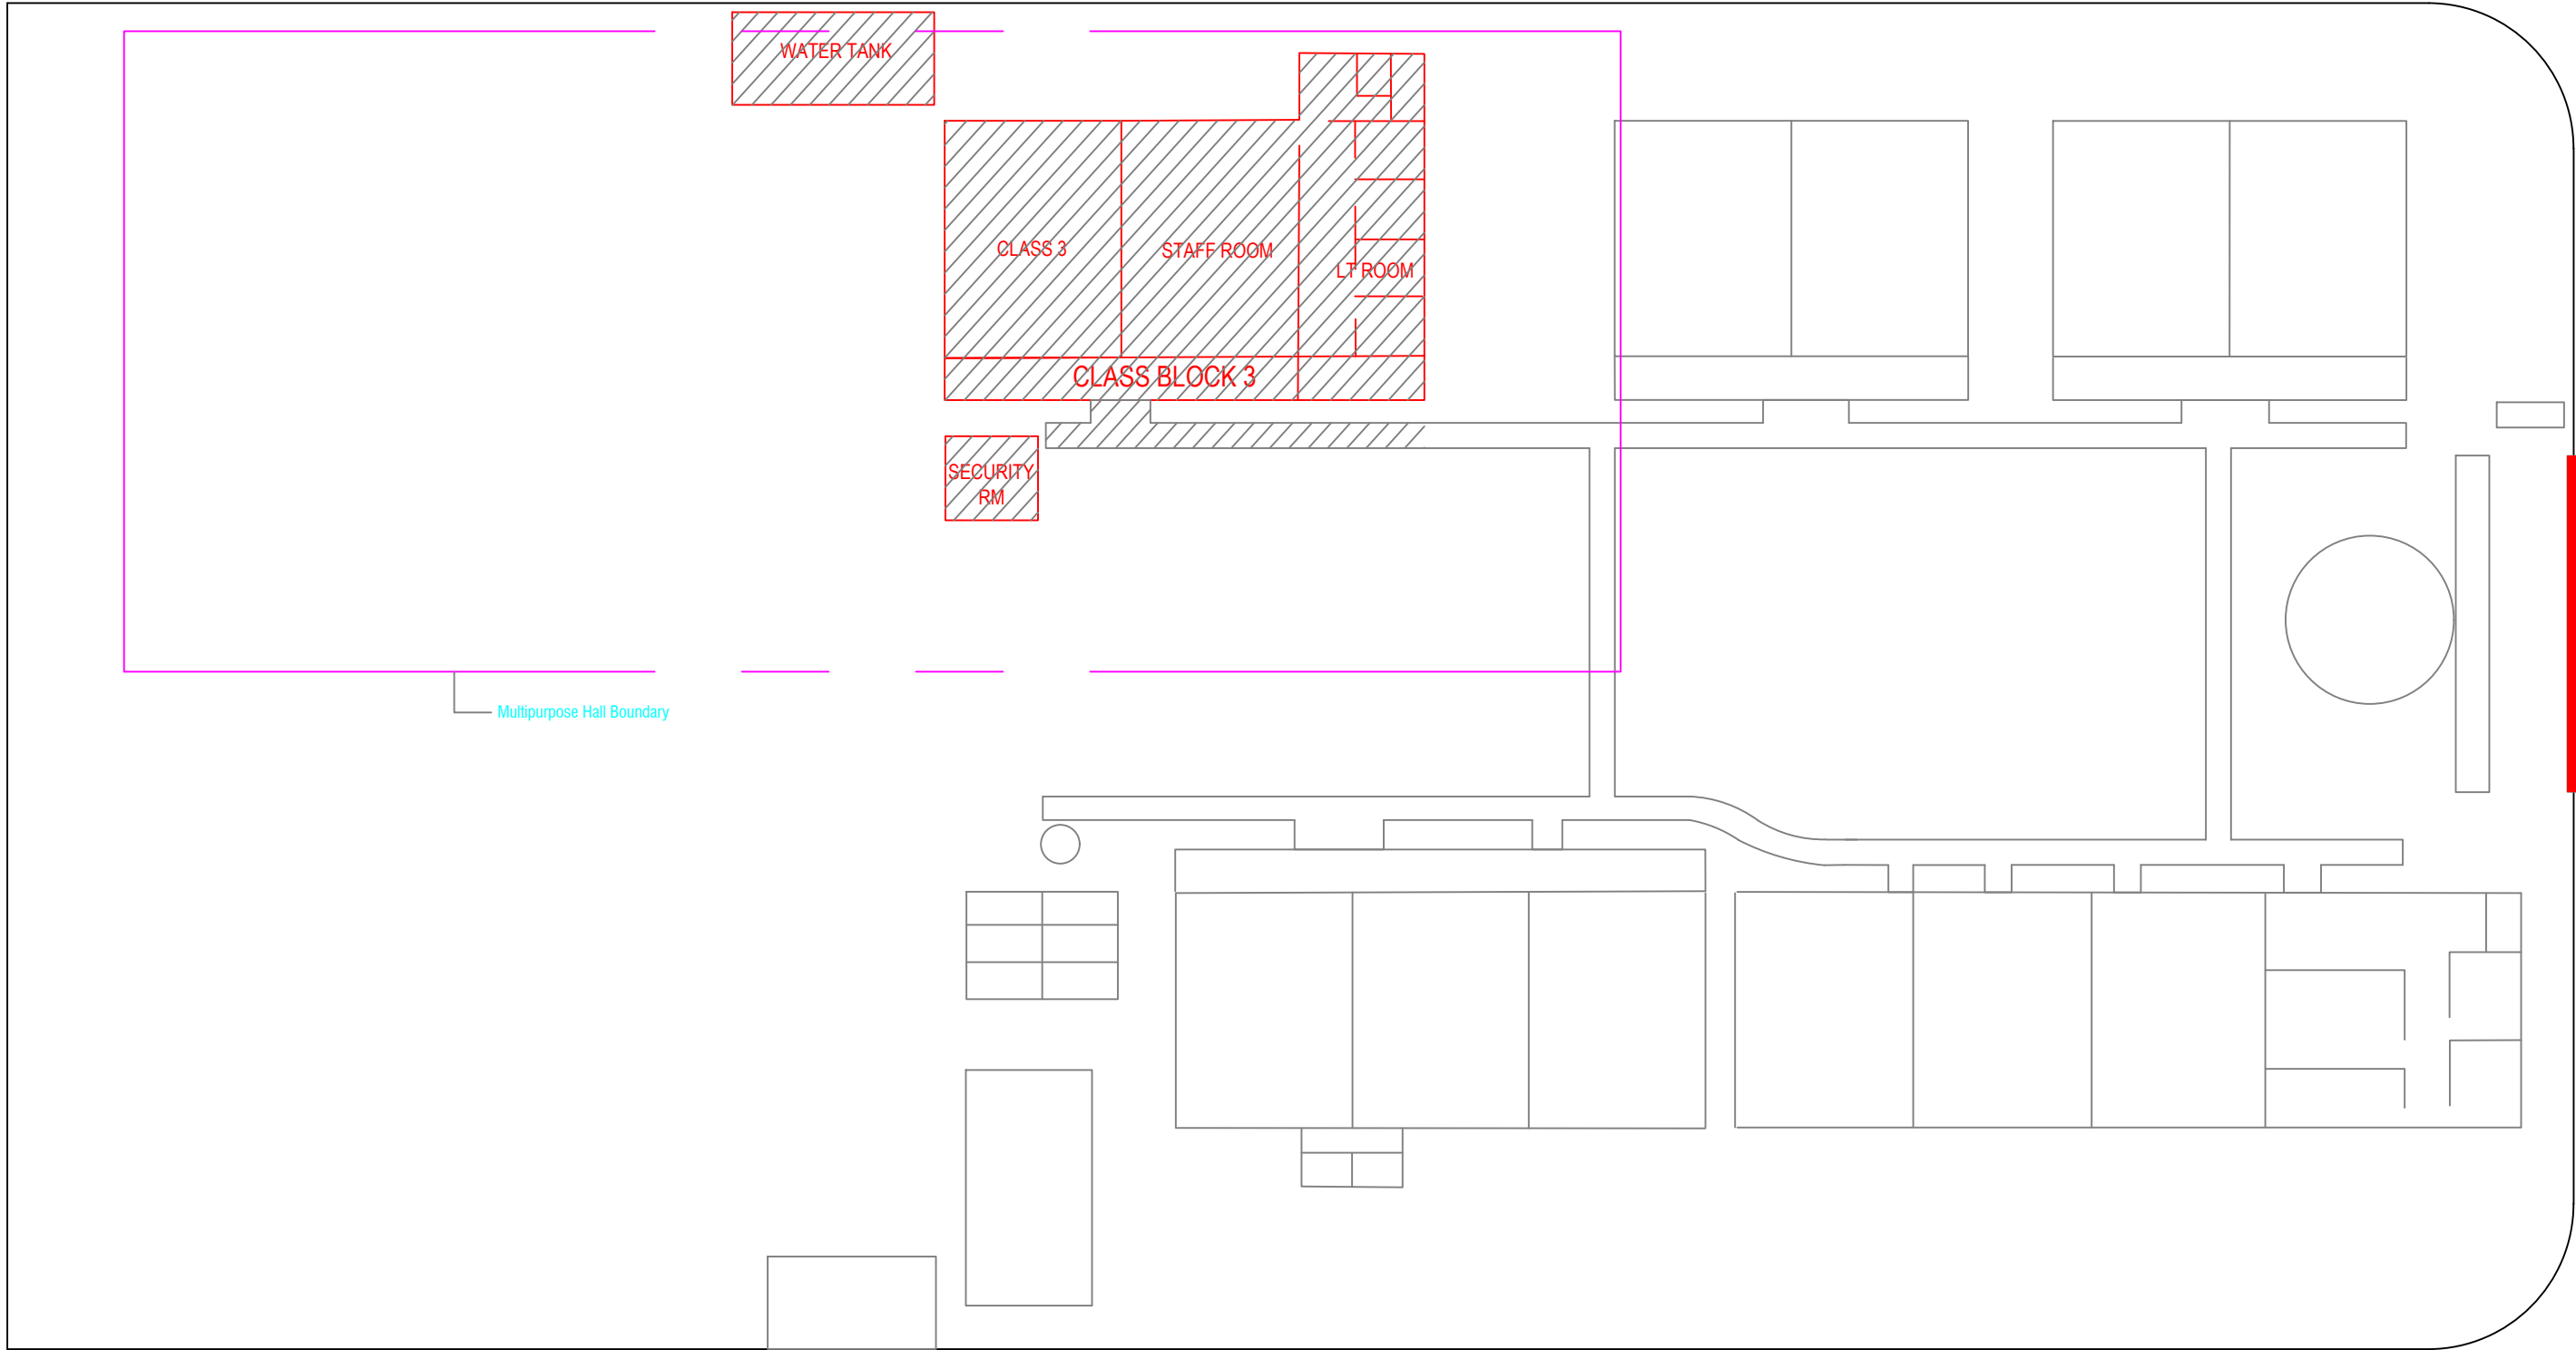 WATER TANK
CLASS 3
STAFF ROOM
LT ROOM
CLASS BLOCK 3
SECURITY
RM
Multipurpose Hall Boundary